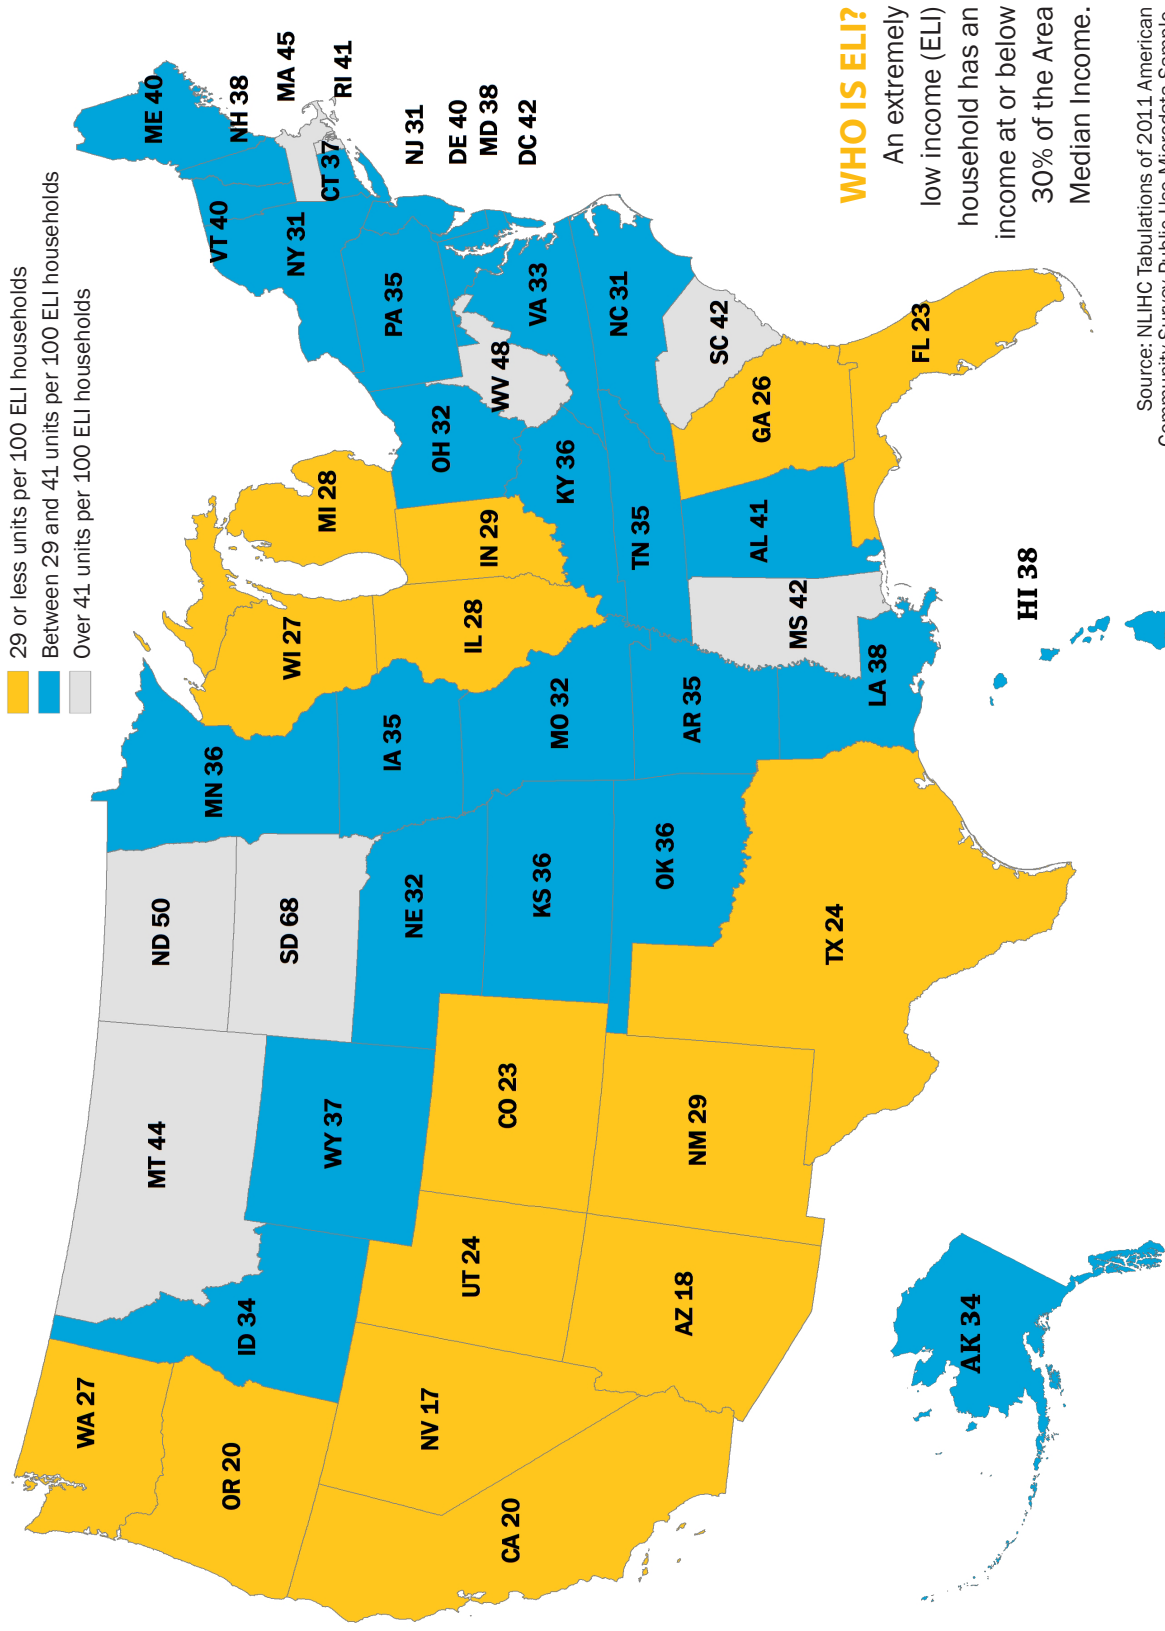 29 or less units per 100 ELI households
Between 29 and 41 units per 100 ELI households
Over 41 units per 100 ELI households
WA 27
OR 20
CA 20
NV 17
ID 34
MT 44
WY 37
UT 24
AZ 18
CO 23
NM 29
ND 50
SD 68
NE 32
KS 36
OK 36
TX 24
MN 36
IA 35
MO 32
AR 35
LA 38
WI 27
IL 28
MS 42
MI 28
IN 29
KY 36
TN 35
AL 41
OH 32
WV 48
GA 26
FL 23
SC 42
NC 31
VA 33
PA 35
NY 31
VT 40
ME 40
NH 38
MA 45
RI 41
CT 37
NJ 31
DE 40
MD 38
DC 42
AK 34
HI 38
WHO IS ELI?
An extremely
low income (ELI)
household has an
income at or below
30% of the Area
Median Income.
Source: NLIHC Tabulations of 2011 American
Community Survey Public Use Microdata Sample